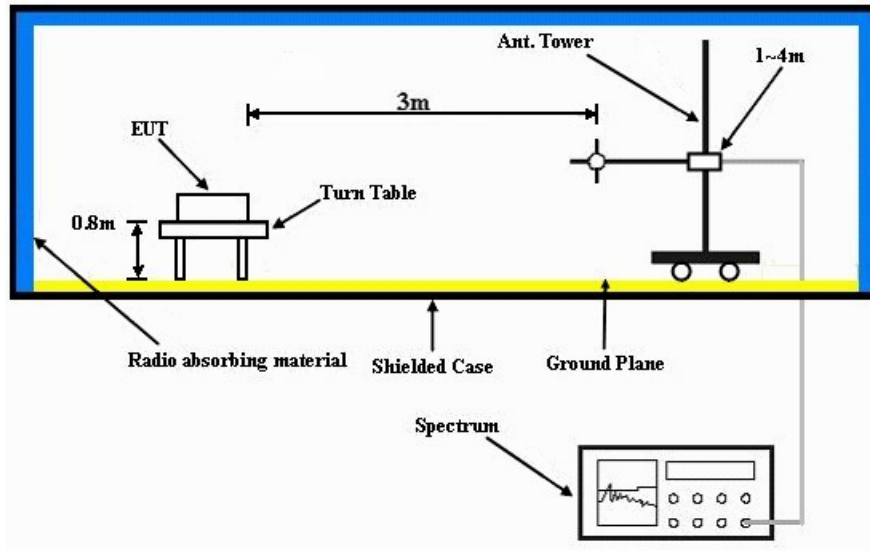 Ant. Tower
1~4m
3m
EUT
Turn Table
0.8m
Radio absorbing material
Shielded Case
Ground Plane
Spectrum